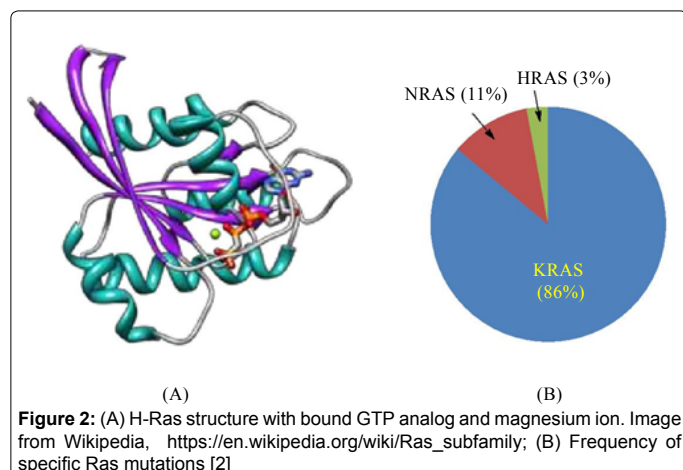 HRAS (3%)
NRAS (11%)
KRAS
(86%)
(A)
(B)
Figure 2: (A) H-Ras structure with bound GTP analog and magnesium ion. Image
from Wikipedia, https://en.wikipedia.org/wiki/Ras_subfamily; (B) Frequency of
specific Ras mutations [2]